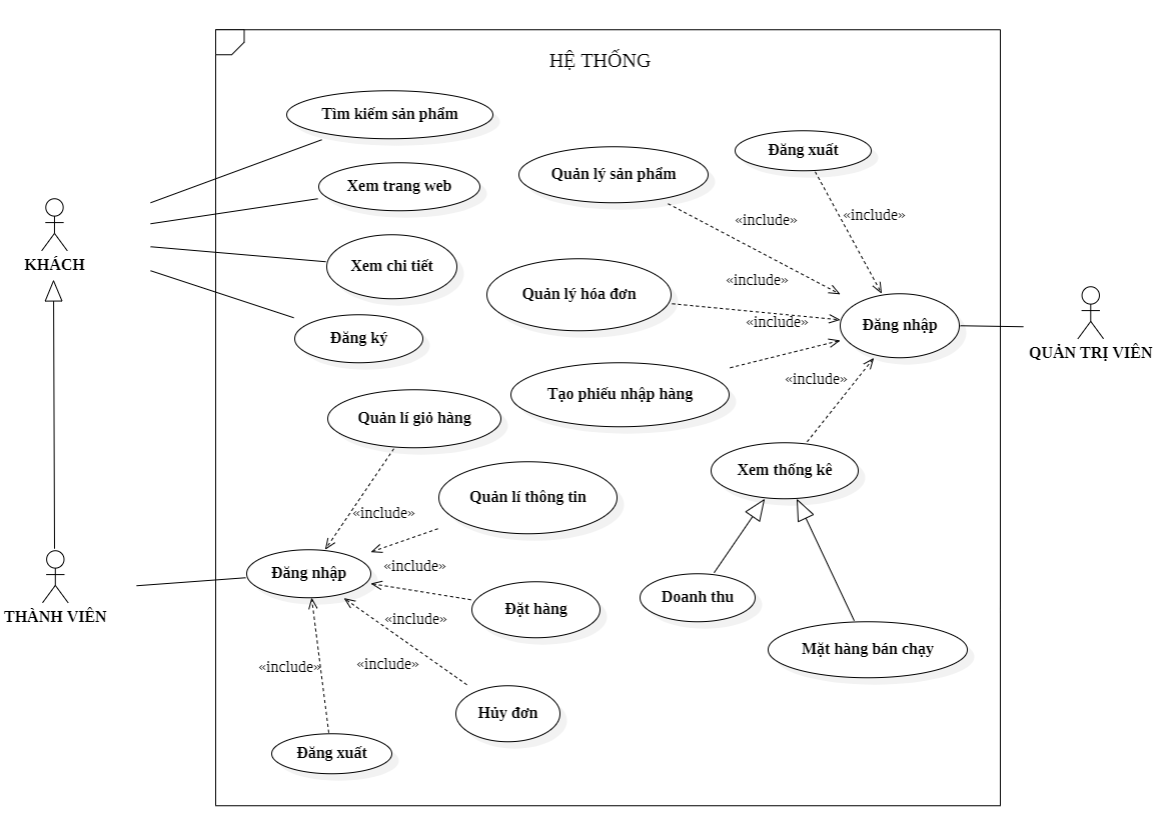 HỆ THỐNG
Tìm kiếm sản phẩm
Xem trang web
Xem chi tiết
Đăng ký
KHÁCH
Quản lý sản phẩm
Đăng xuất
«include»
«include»
Quản lý hóa đơn
«include»
«include»
Đăng nhập
QUẢN TRỊ VIÊN
Tạo phiếu nhập hàng
«include»
Xem thống kê
Doanh thu
Mặt hàng bán chạy
Quản lí giỏ hàng
Quản lí thông tin
«include»
Đăng nhập
«include»
THÀNH VIÊN
Đặt hàng
«include»
«include»
«include»
Hủy đơn
Đăng xuất